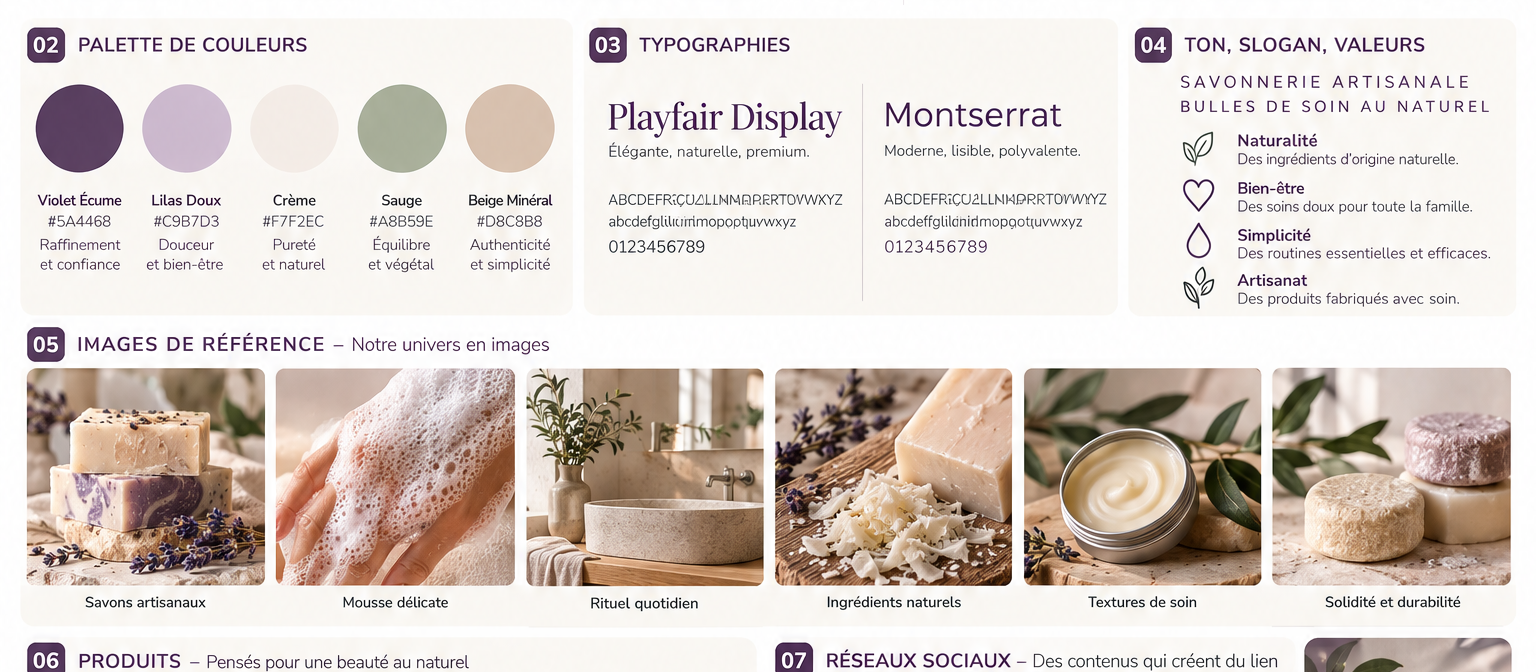 02 PALETTE DE COULEURS
Violet Écume
#5A4468
Raffinement
et confiance
Lilas Doux
#C9B7D3
Douceur
et bien-être
Crème
#F7F2EC
Pureté
et naturel
Sauge
#A8B59E
Équilibre
et végétal
Beige Minéral
#D8C8B8
Authenticité
et simplicité
03 TYPOGRAPHIES
Playfair Display
Élégante, naturelle, premium.
0123456789
Montserrat
Moderne, lisible, polyvalente.
0123456789
04 TON, SLOGAN, VALEURS
SAVONNERIE ARTISANALE
BULLES DE SOIN AU NATUREL
Naturalité
Des ingrédients d'origine naturelle.
Bien-être
Des soins doux pour toute la famille.
Simplicité
Des routines essentielles et efficaces.
Artisanat
Des produits fabriqués avec soin.
05 IMAGES DE RÉFÉRENCE – Notre univers en images
Savons artisanaux
Mousse délicate
Rituel quotidien
Ingrédients naturels
Textures de soin
Solidité et durabilité
06 PRODUITS – Pensés pour une beauté au naturel
07 RÉSEAUX SOCIAUX – Des contenus qui créent du lien